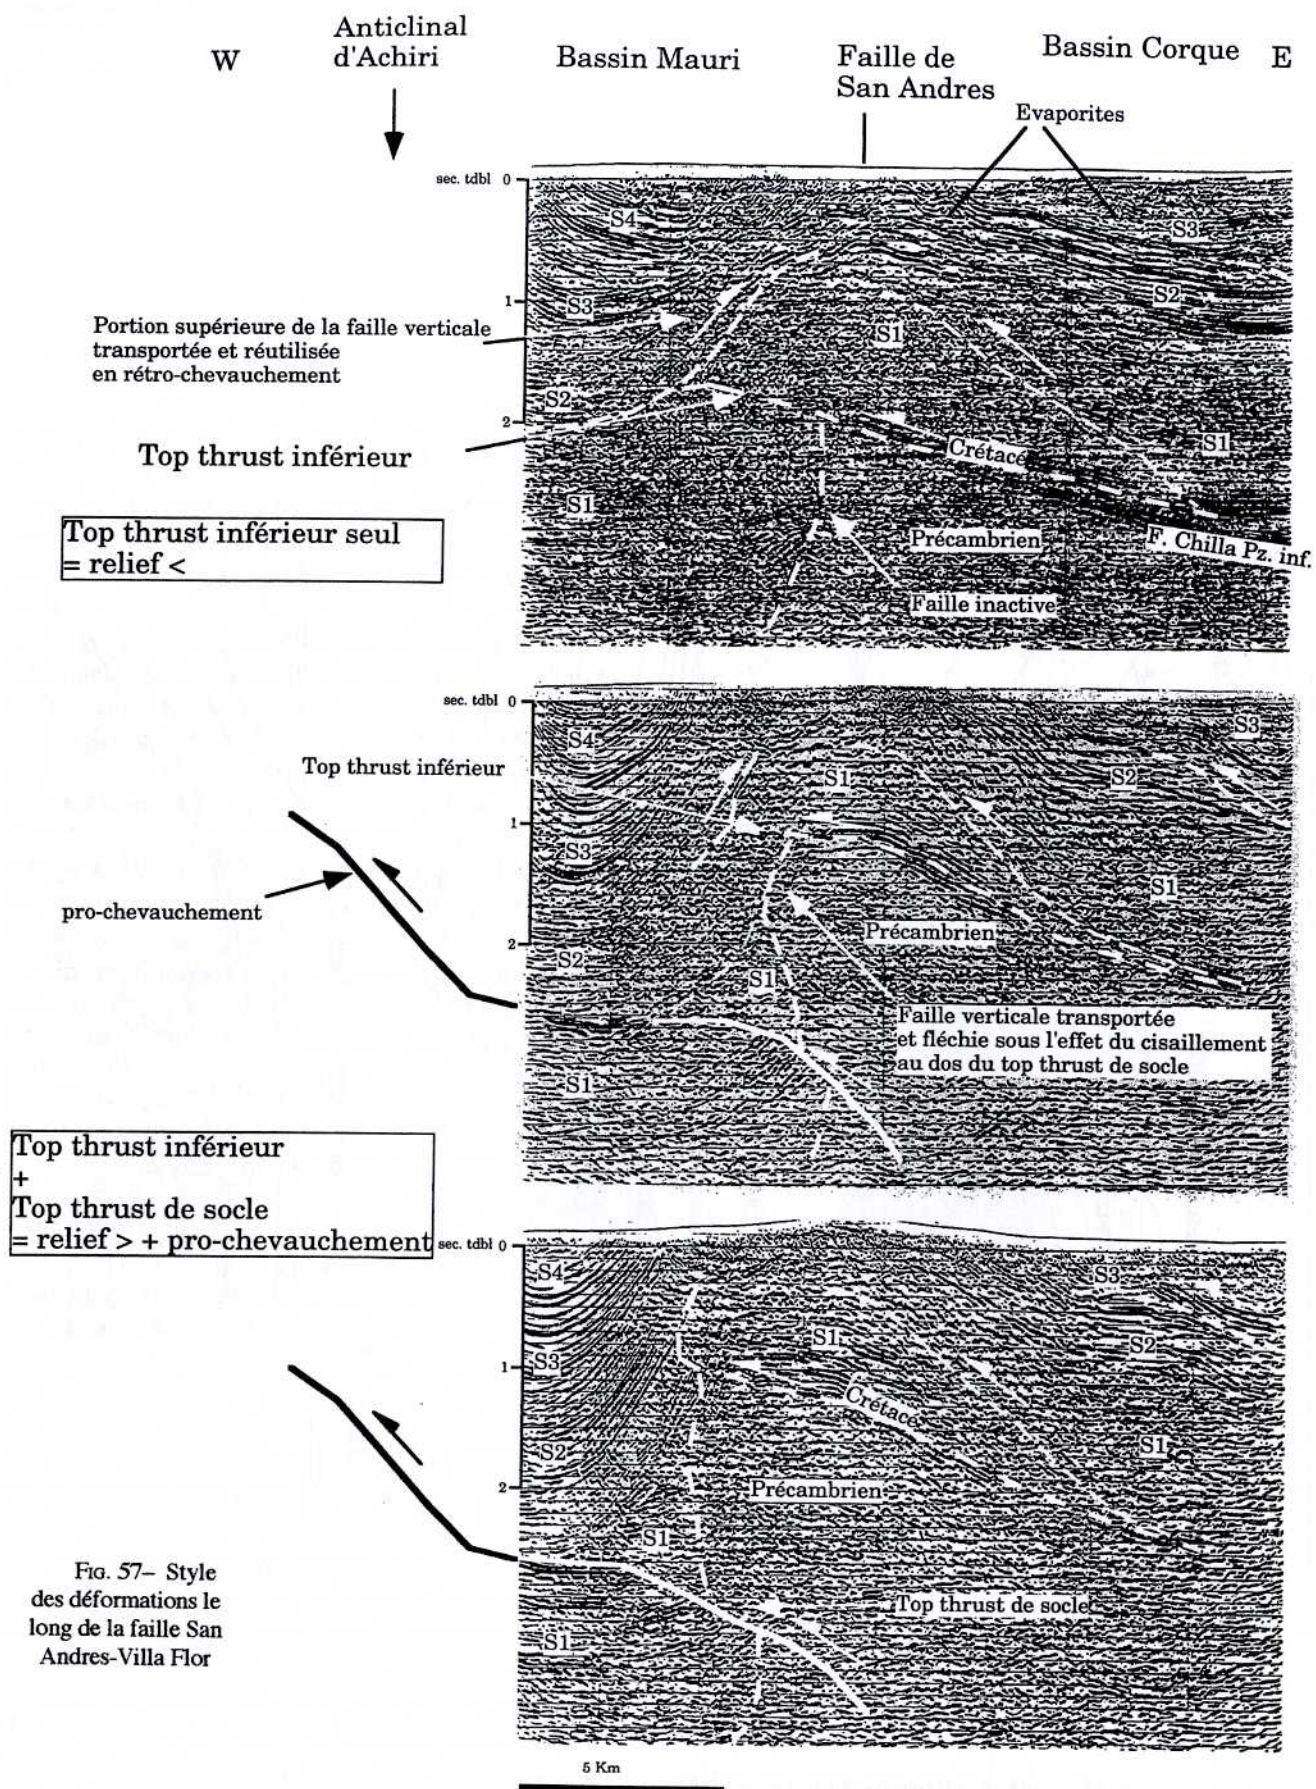 W
Anticlinal
d'Achiri
Bassin Mauri
Faille de
San Andres
Bassin Corque
E
Evaporites
sec. tdbl 0
S4
S3
S3
S2
1
S1
Portion supérieure de la faille verticale
transportée et réutilisée
en rétro-chevauchement
S2
2
Top thrust inférieur
Crétacé
S1
S1
Top thrust inférieur seul
= relief <
Précambrien
F. Chilla Pz. inf.
Faille inactive
sec. tdbl 0
S4
S3
Top thrust inférieur
S1
S2
1
S3
S1
pro-chevauchement
Précambrien
2
S2
S1
Faille verticale transportée
et fléchie sous l'effet du cisaillement
au dos du top thrust de socle
S1
Top thrust inférieur
+
Top thrust de socle
= relief > + pro-chevauchement
sec. tdbl 0
S4
S3
S1
S2
S3
1
Crétacé
S2
S1
2
Précambrien
S1
FIG. 57– Style
des déformations le
long de la faille San
Andres-Villa Flor
Top thrust de socle
S1
5 Km